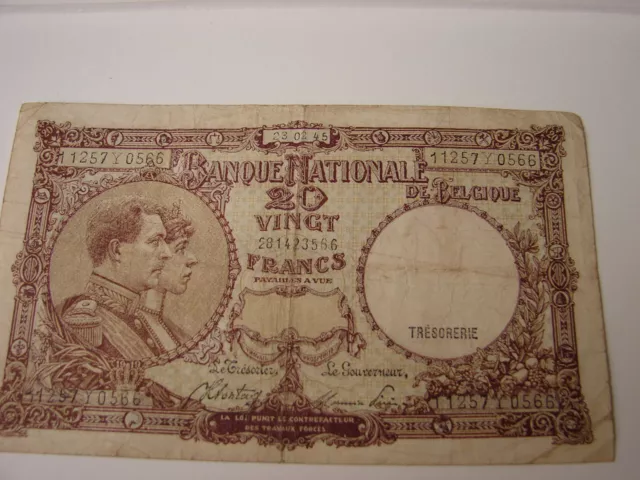 23.02.45
11257 Y 0566
11257 Y 0566
BANQUE NATIONALE
DE BELGIQUE
20
VINGT
281423566
FRANCS
PAYABLES A VUE
TRÉSORERIE
Le Trésorier, Le Gouverneur,
11257 Y 0566
11257 Y 0566
LA LOI PUNIT LE CONTREFACTEUR
DES TRAVAUX FORCÉS